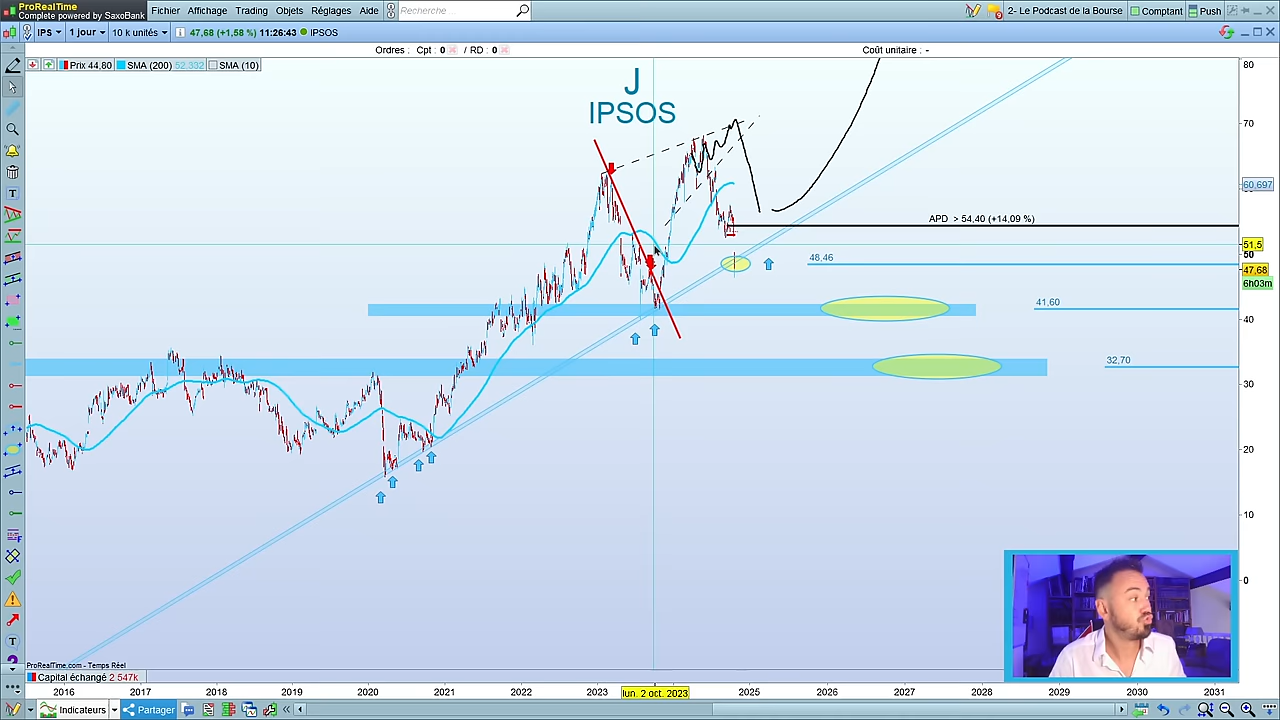 ProRealTime
Complete powered by SaxoBank
Fichier Affichage Trading Objets Réglages Aide
Recherche
2- Le Podcast de la Bourse
Comptant
Push
IPS
1 jour
10 k unités
47,68 (+1,58 %) 11:26:43
IPSOS
Ordres : Cpt : 0 / RD : 0
Coût unitaire : -
Prix 44.80
SMA (200) 52.332
SMA (10)
J
IPSOS
APD > 54,40 (+14,09 %)
48,46
41,60
32,70
80
70
60,697
51,5
50
47,68
6h03m
40
30
20
10
0
ProRealTime.com - Temps Réel
Capital échangé 2 547k
2016 2017 2018 2019 2020 2021 2022 2023 lun. 2 oct. 2023 2025 2026 2027 2028 2029 2030 2031
Indicateurs
Partager